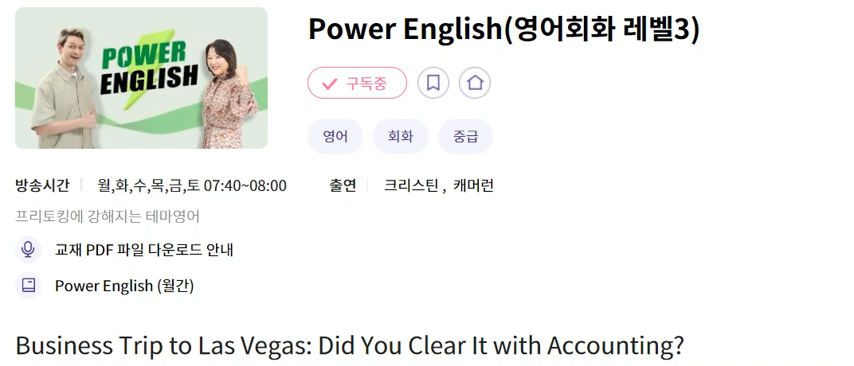 POWER
ENGLISH
Power English(영어회화 레벨3)
구독중
영어 회화 중급
방송시간 월,화,수,목,금,토 07:40~08:00 출연 크리스틴 , 캐머런
프리토킹에 강해지는 테마영어
교재 PDF 파일 다운로드 안내
Power English (월간)
Business Trip to Las Vegas: Did You Clear It with Accounting?